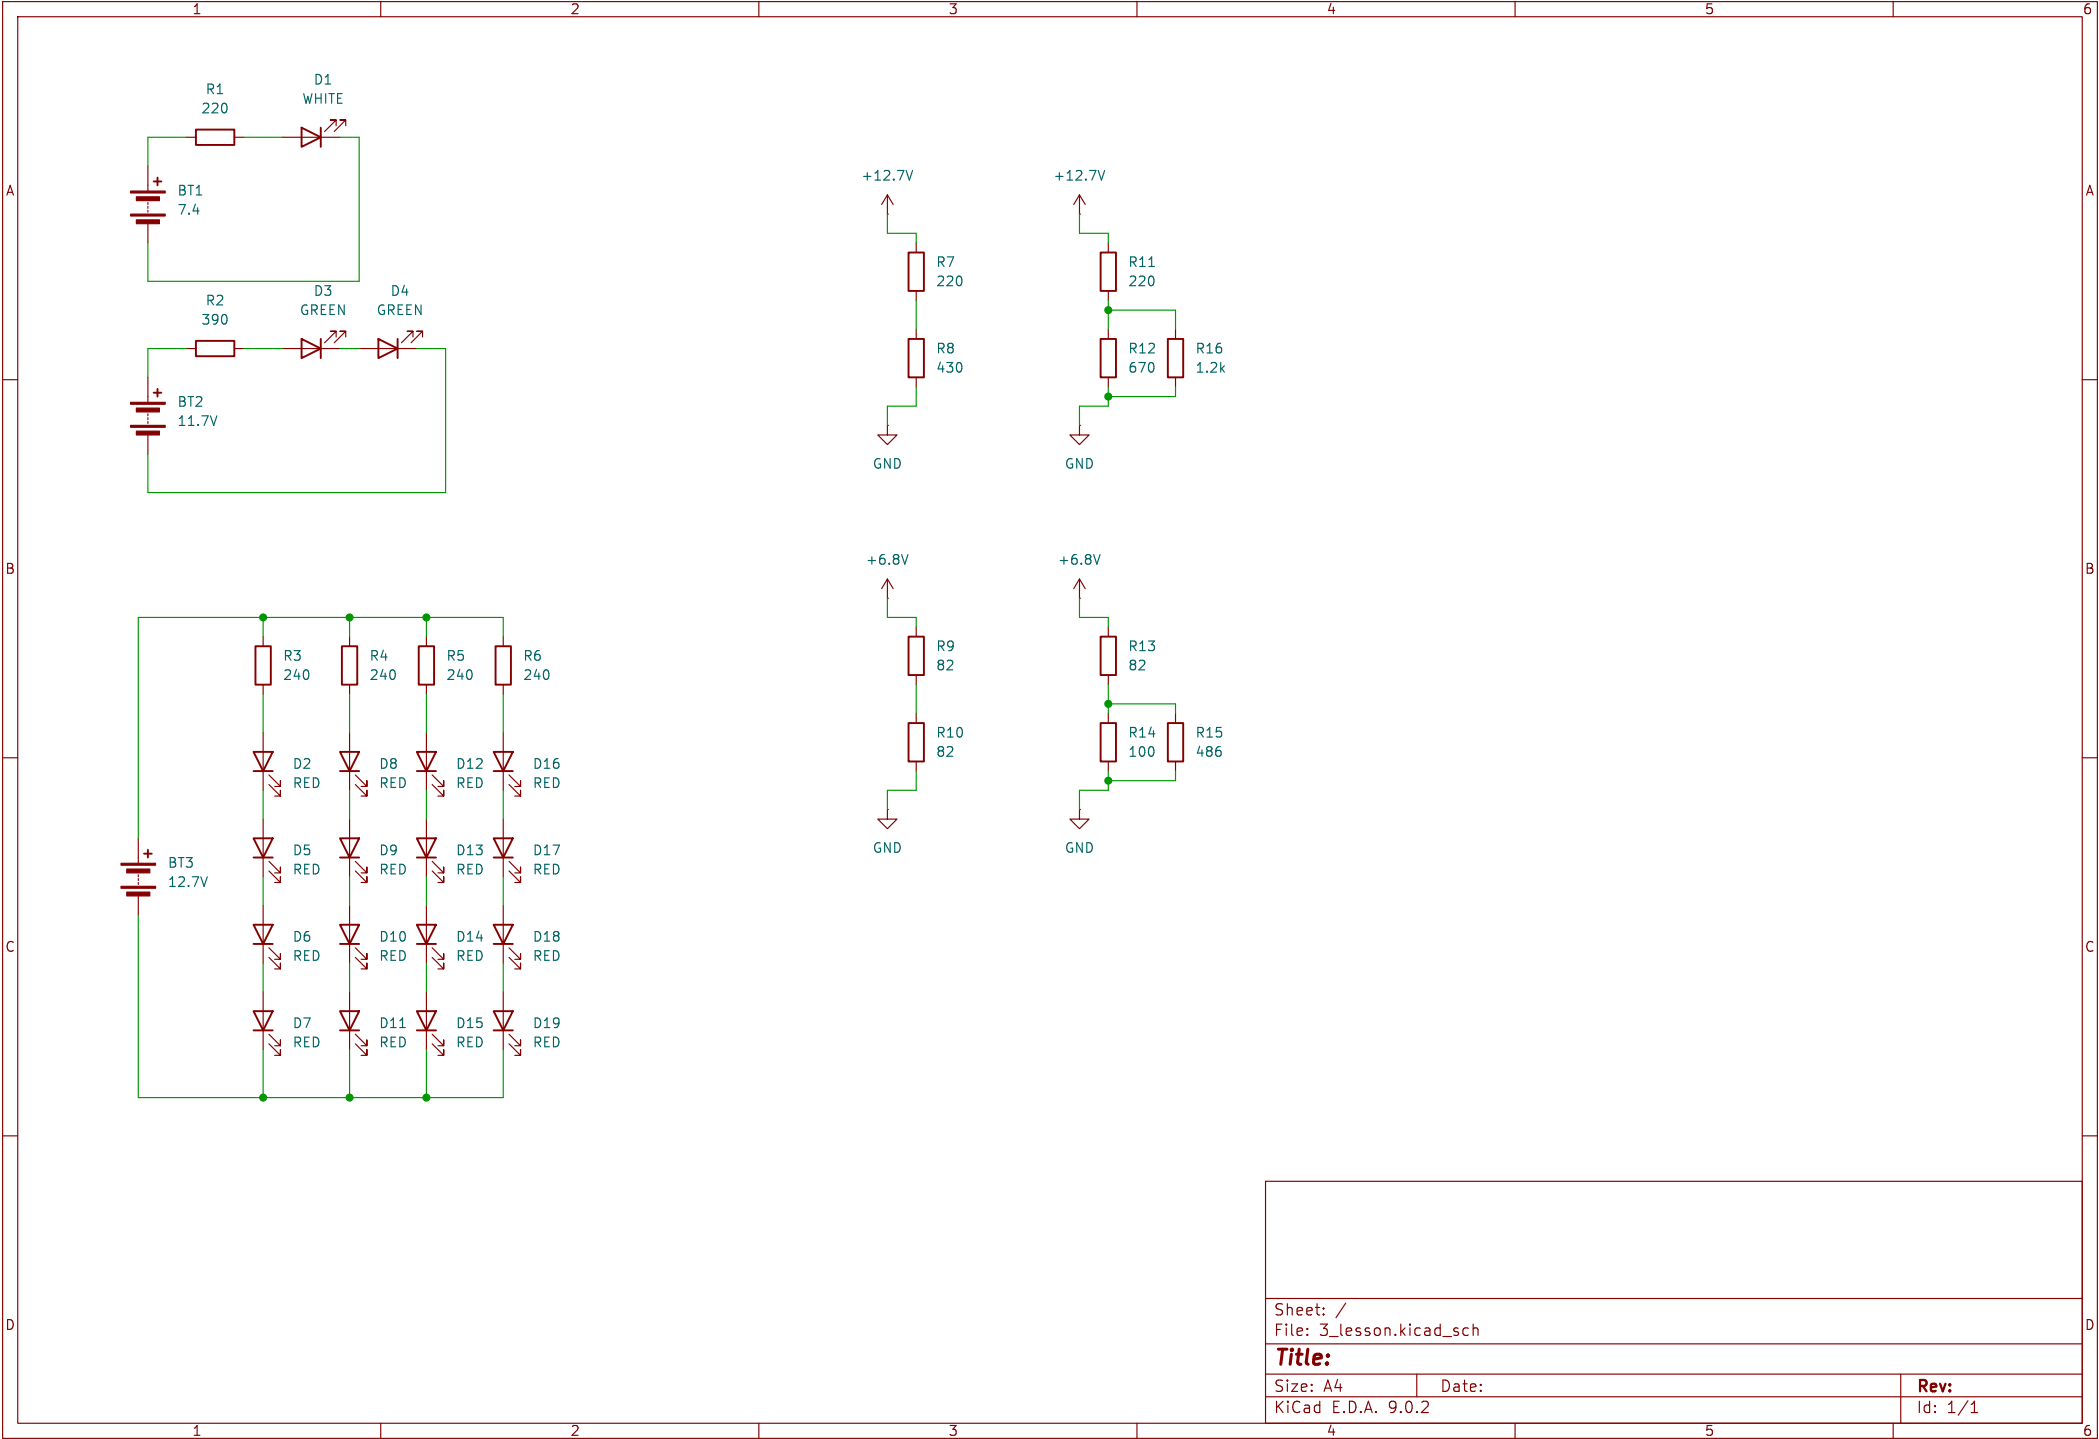 1 2 3 4 5 6
A A
B B
C C
D D
R1
220
D1
WHITE
BT1
7.4
R2
390
D3
GREEN
D4
GREEN
BT2
11.7V
R3
240
R4
240
R5
240
R6
240
D2
RED
D8
RED
D12
RED
D16
RED
D5
RED
D9
RED
D13
RED
D17
RED
BT3
12.7V
D6
RED
D10
RED
D14
RED
D18
RED
D7
RED
D11
RED
D15
RED
D19
RED
+12.7V
R7
220
R8
430
GND
+12.7V
R11
220
R12
670
R16
1.2k
GND
+6.8V
R9
82
R10
82
GND
+6.8V
R13
82
R14
100
R15
486
GND
Sheet: /
File: 3_lesson.kicad_sch
Title:
Size: A4 Date: Rev:
KiCad E.D.A. 9.0.2 Id: 1/1
1 2 3 4 5 6